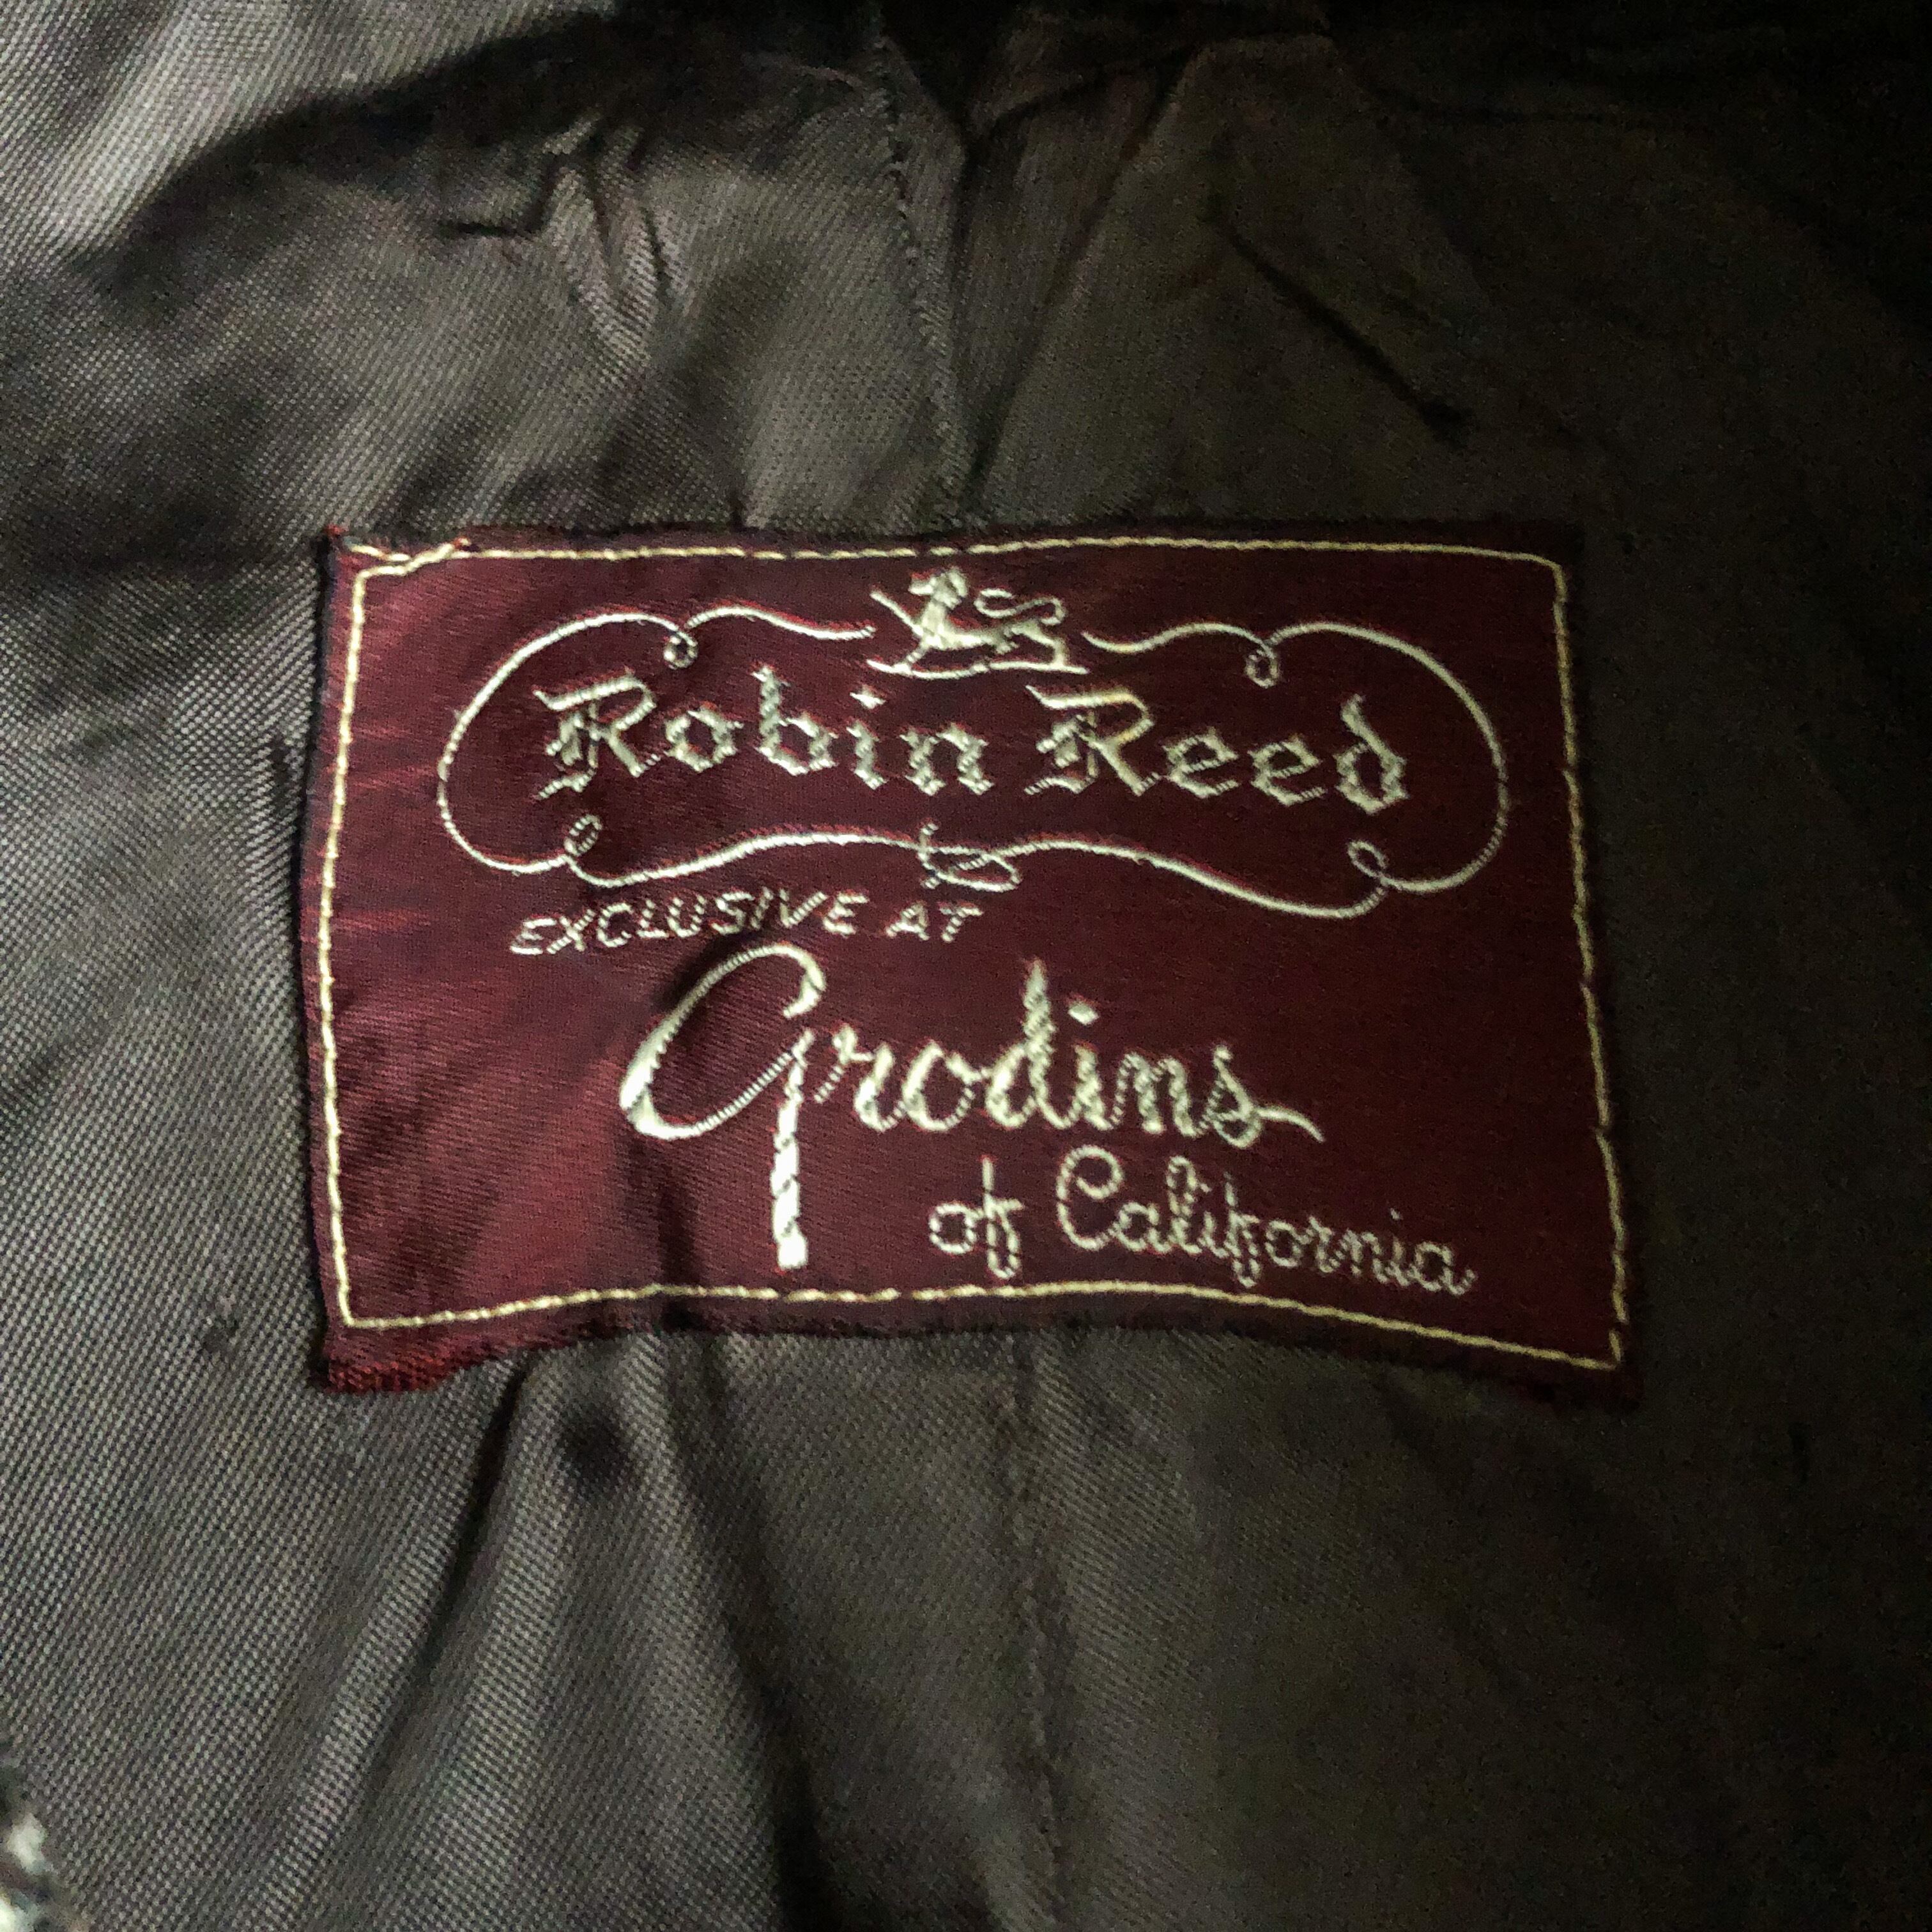 Robin Reed
EXCLUSIVE AT
Grodins
of California